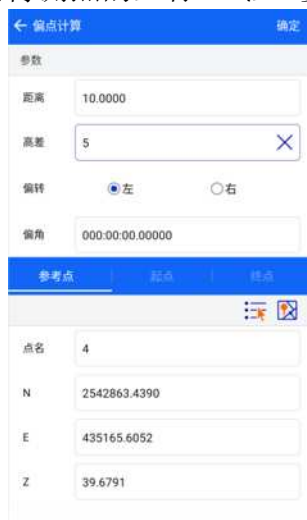 偏点计算 确定
参数
距离 10.0000
高差 5
偏转 左 右
偏角 000:00:00.00000
参考点 起点 终点
点名 4
N 2542863.4390
E 435165.6052
Z 39.6791